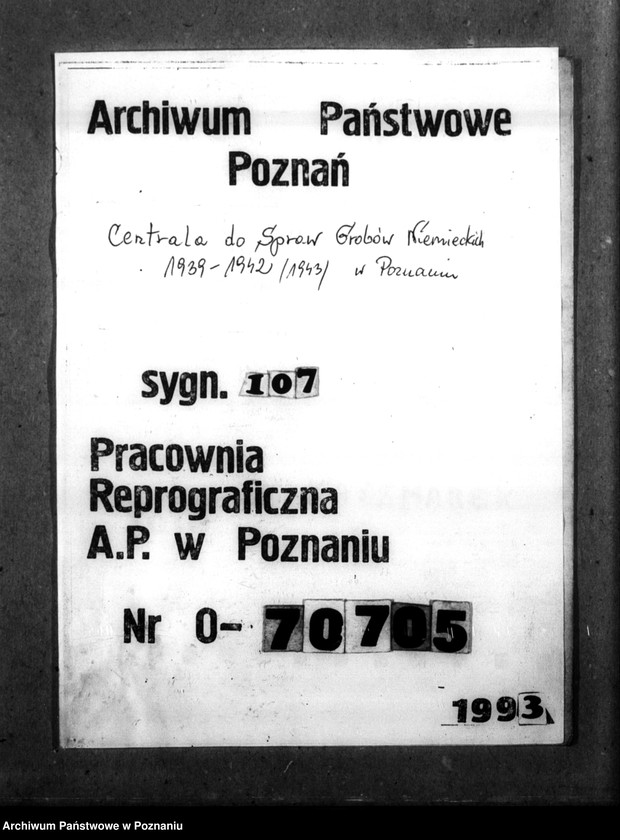 Archiwum Państwowe
Poznań
Centrala do Spraw Grobów Niemieckich
1939-1942 /1943/ w Poznaniu
sygn. 107
Pracownia
Reprograficzna
A.P. w Poznaniu
Nr 0-70705
1993
Archiwum Państwowe w Poznaniu